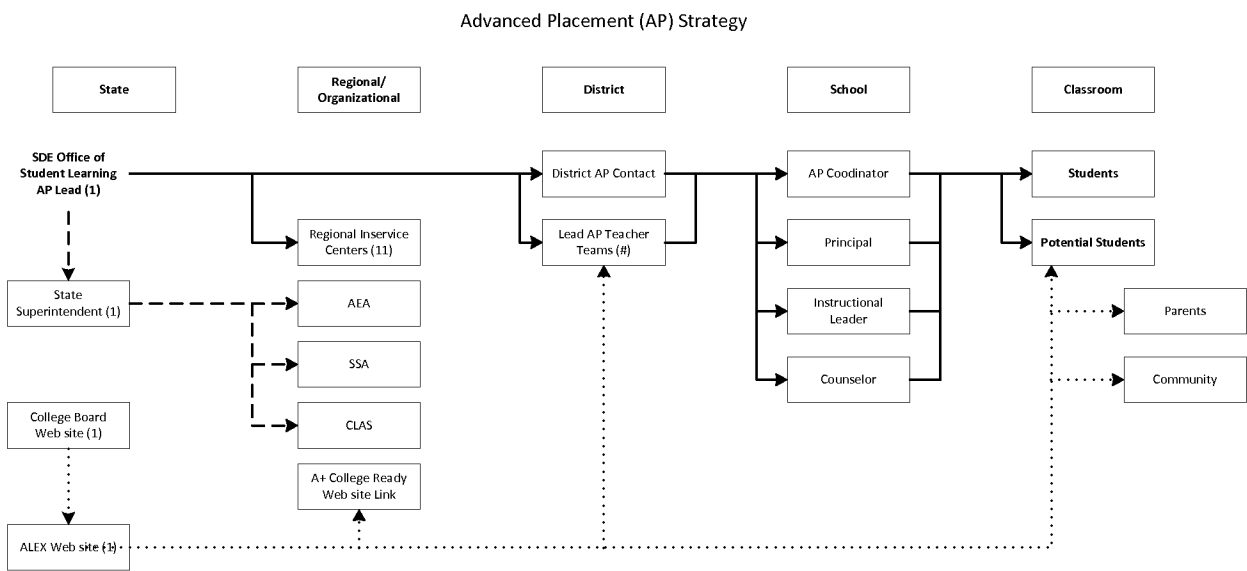 Advanced Placement (AP) Strategy
State
Regional/
Organizational
District
School
Classroom
SDE Office of
Student Learning
AP Lead (1)
District AP Contact
AP Coodinator
Students
Regional Inservice
Centers (11)
Lead AP Teacher
Teams (#)
Principal
Potential Students
State
Superintendent (1)
AEA
Instructional
Leader
Parents
SSA
Counselor
Community
College Board
Web site (1)
CLAS
A+ College Ready
Web site Link
ALEX Web site (1)